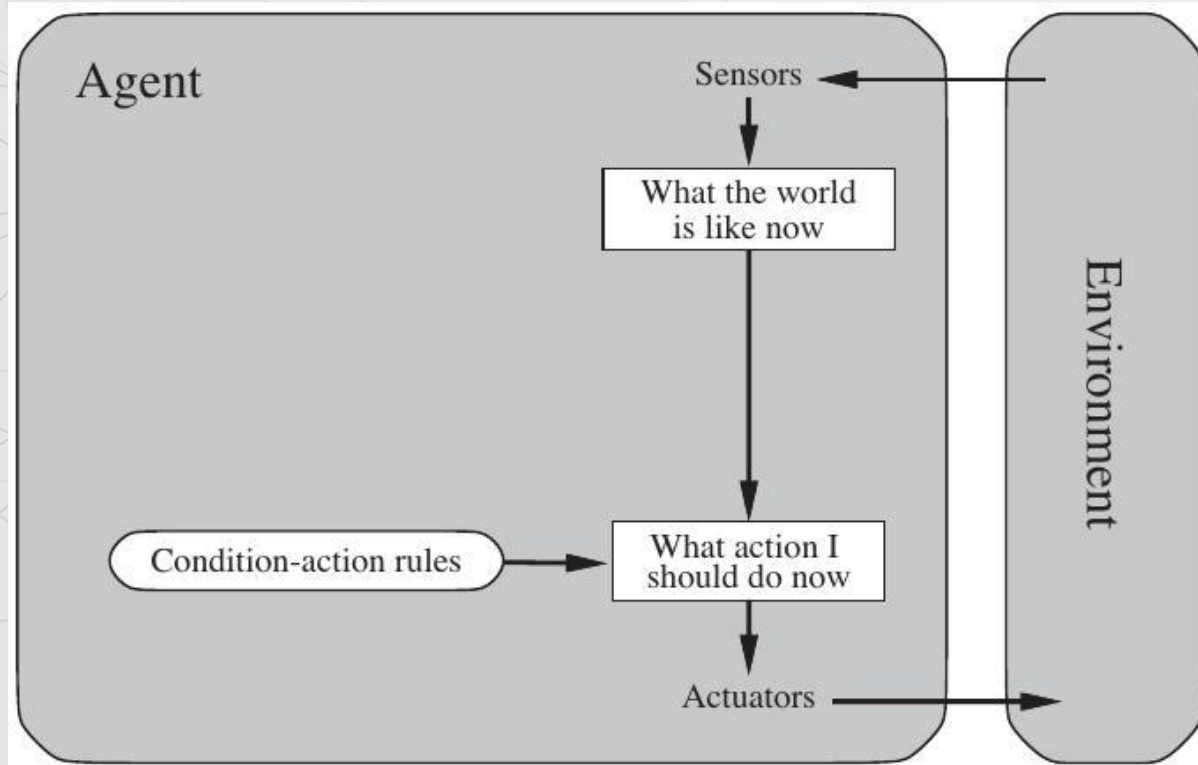 Agent
Sensors
What the world
is like now
Environment
Condition-action rules
What action I
should do now
Actuators